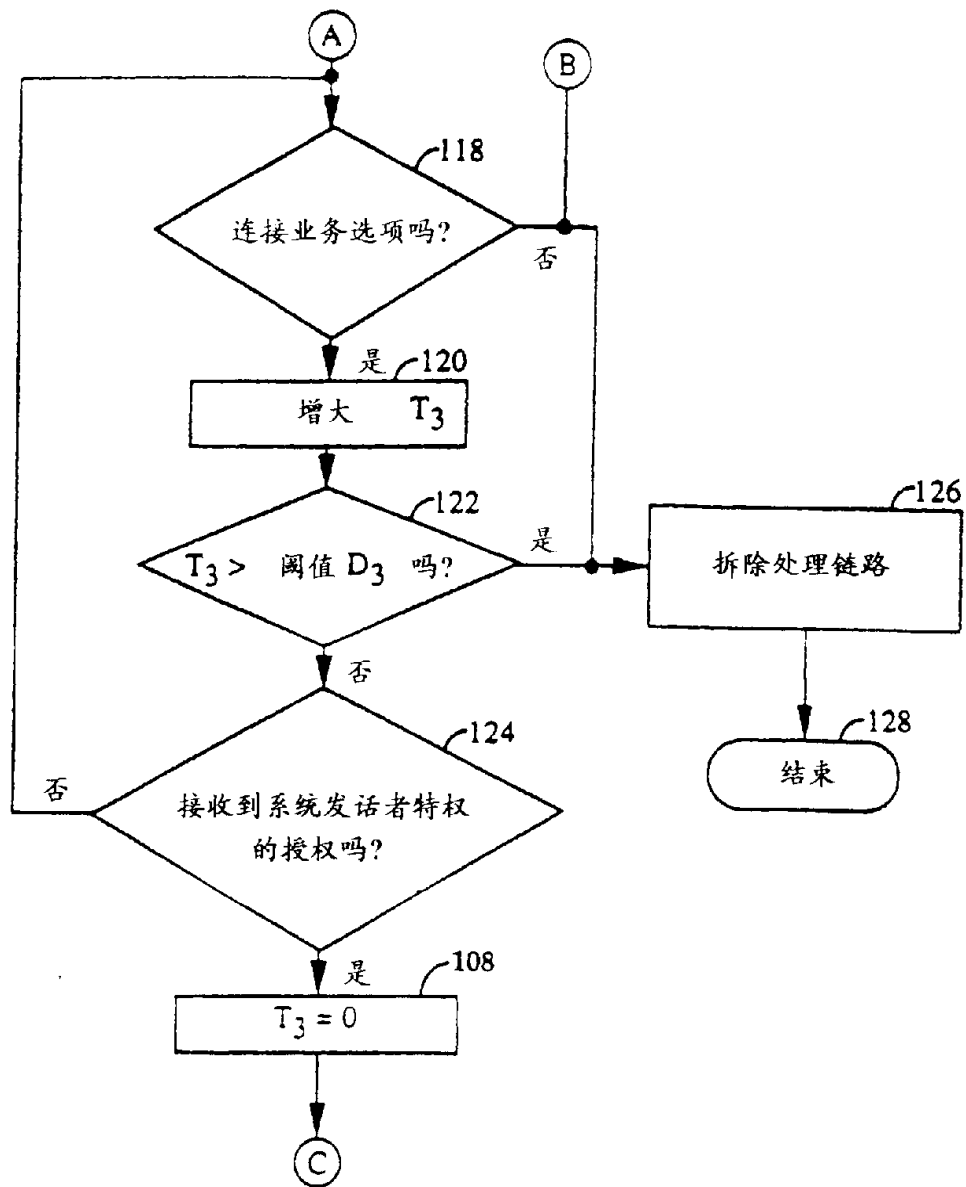 A
B
118
连接业务选项吗?
否
是
120
增大 T3
122
T3 > 阈值 D3 吗?
是
126
拆除处理链路
否
128
结束
124
否
接收到系统发话者特权
的授权吗?
是
108
T3 = 0
C